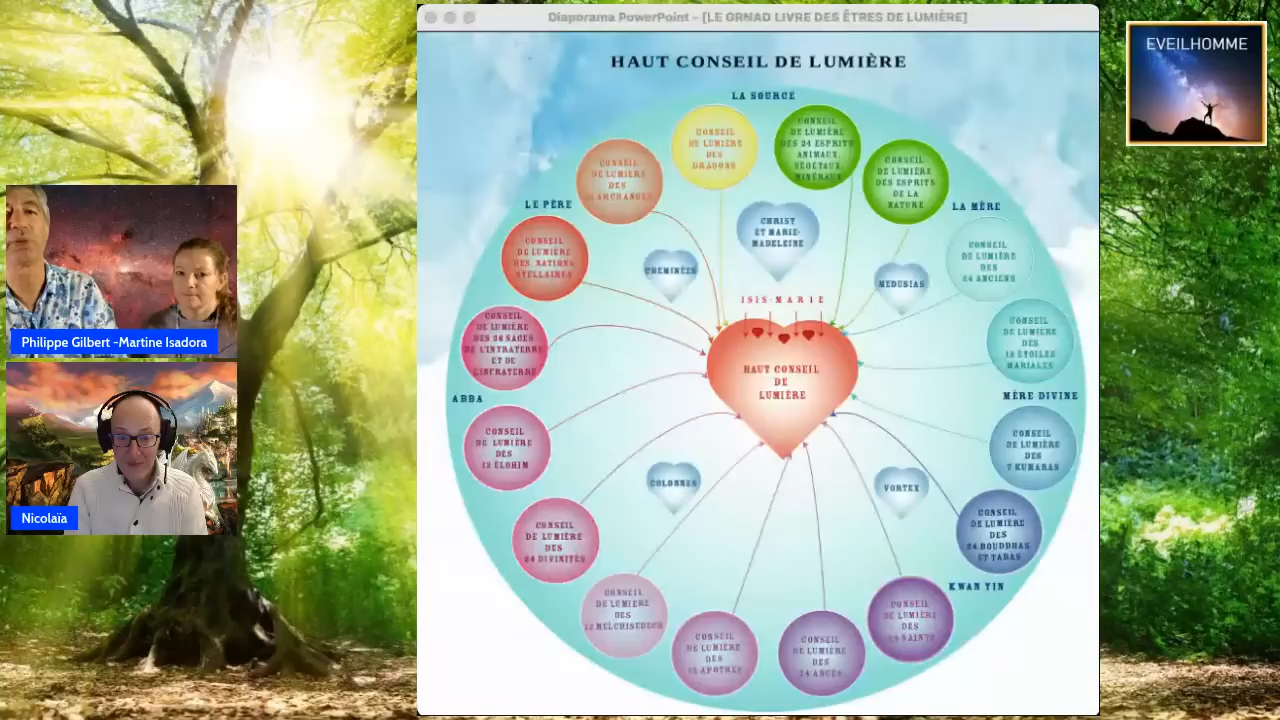 Diaporama PowerPoint - [LE GRNAD LIVRE DES ÊTRES DE LUMIÈRE]
EVEILHOMME
HAUT CONSEIL DE LUMIÈRE
LA SOURCE
CONSEIL
DE LUMIÈRE
DES
DRAGONS
CONSEIL
DE LUMIÈRE
DES 24 ESPRITS
ANIMAUX,
VÉGÉTAUX,
MINÉRAUX
CONSEIL
DE LUMIÈRE
DES
ARCHANGES
CONSEIL
DE LUMIÈRE
DES ESPRITS
DE LA
NATURE
LE PÈRE
LA MÈRE
CONSEIL
DE LUMIÈRE
DES NATIONS
STELLAIRES
CHRIST
ET MARIE-
MADELEINE
CONSEIL
DE LUMIÈRE
DES
24 ANCIENS
CHEMINÉES
MEDUSIAS
ISIS-MARIE
CONSEIL
DE LUMIÈRE
DES 36 SAGES
DE L'INTRATERRE
ET DE
L'INFRATERRE
CONSEIL
DE LUMIÈRE
DES
12 ÉTOILES
MARIALES
HAUT CONSEIL
DE
LUMIÈRE
Philippe Gilbert -Martine Isadora
ABBA
MÈRE DIVINE
CONSEIL
DE LUMIÈRE
DES
12 ÉLOHIM
CONSEIL
DE LUMIÈRE
DES
7 KUMARAS
COLONNES
VORTEX
CONSEIL
DE LUMIÈRE
DES
24 DIVINITÉS
CONSEIL
DE LUMIÈRE
DES
24 BOUDDHAS
ET TARAS
Nicolaïa
KWAN YIN
CONSEIL
DE LUMIÈRE
DES
12 MELCHISEDECH
CONSEIL
DE LUMIÈRE
DES
SAINTS
CONSEIL
DE LUMIÈRE
DES
12 APÔTRES
CONSEIL
DE LUMIÈRE
DES
24 ANGES